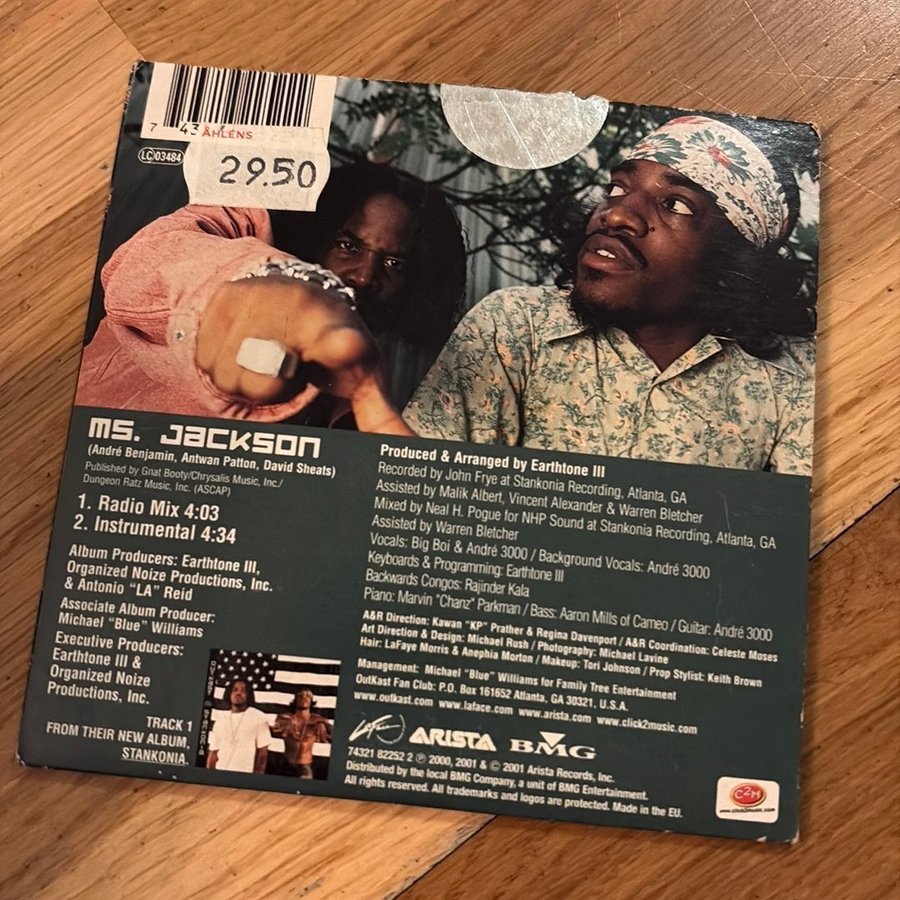 7 43
ÅHLÉNS
LC 03484
29.50
MS. JACKSON
(André Benjamin, Antwan Patton, David Sheats)
Published by Gnat Booty/Chrysalis Music, Inc./
Dungeon Ratz Music, Inc. (ASCAP)
1. Radio Mix 4:03
2. Instrumental 4:34
Album Producers: Earthtone III,
Organized Noize Productions, Inc.
& Antonio "LA" Reid
Associate Album Producer:
Michael "Blue" Williams
Executive Producers:
Earthtone III &
Organized Noize
Productions, Inc.
TRACK 1
FROM THEIR NEW ALBUM,
STANKONIA.
Produced & Arranged by Earthtone III
Recorded by John Frye at Stankonia Recording, Atlanta, GA
Assisted by Malik Albert, Vincent Alexander & Warren Bletcher
Mixed by Neal H. Pogue for NHP Sound at Stankonia Recording, Atlanta, GA
Assisted by Warren Bletcher
Vocals: Big Boi & André 3000 / Background Vocals: André 3000
Keyboards & Programming: Earthtone III
Backwards Congos: Rajinder Kala
Piano: Marvin "Chanz" Parkman / Bass: Aaron Mills of Cameo / Guitar: André 3000
A&R Direction: Kawan "KP" Prather & Regina Davenport / A&R Coordination: Celeste Moses
Art Direction & Design: Michael Rush / Photography: Michael Lavine
Hair: LaFaye Morris & Anephia Morton / Makeup: Tori Johnson / Prop Stylist: Keith Brown
Management: Michael "Blue" Williams for Family Tree Entertainment
OutKast Fan Club: P.O. Box 161652 Atlanta, GA 30321, U.S.A.
www.outkast.com www.laface.com www.arista.com www.click2music.com
LaFace ARISTA BMG
74321 82252 2 ℗ 2000, 2001 & © 2001 Arista Records, Inc.
Distributed by the local BMG Company, a unit of BMG Entertainment.
All rights reserved. All trademarks and logos are protected. Made in the EU.
C2M
www.click2music.com